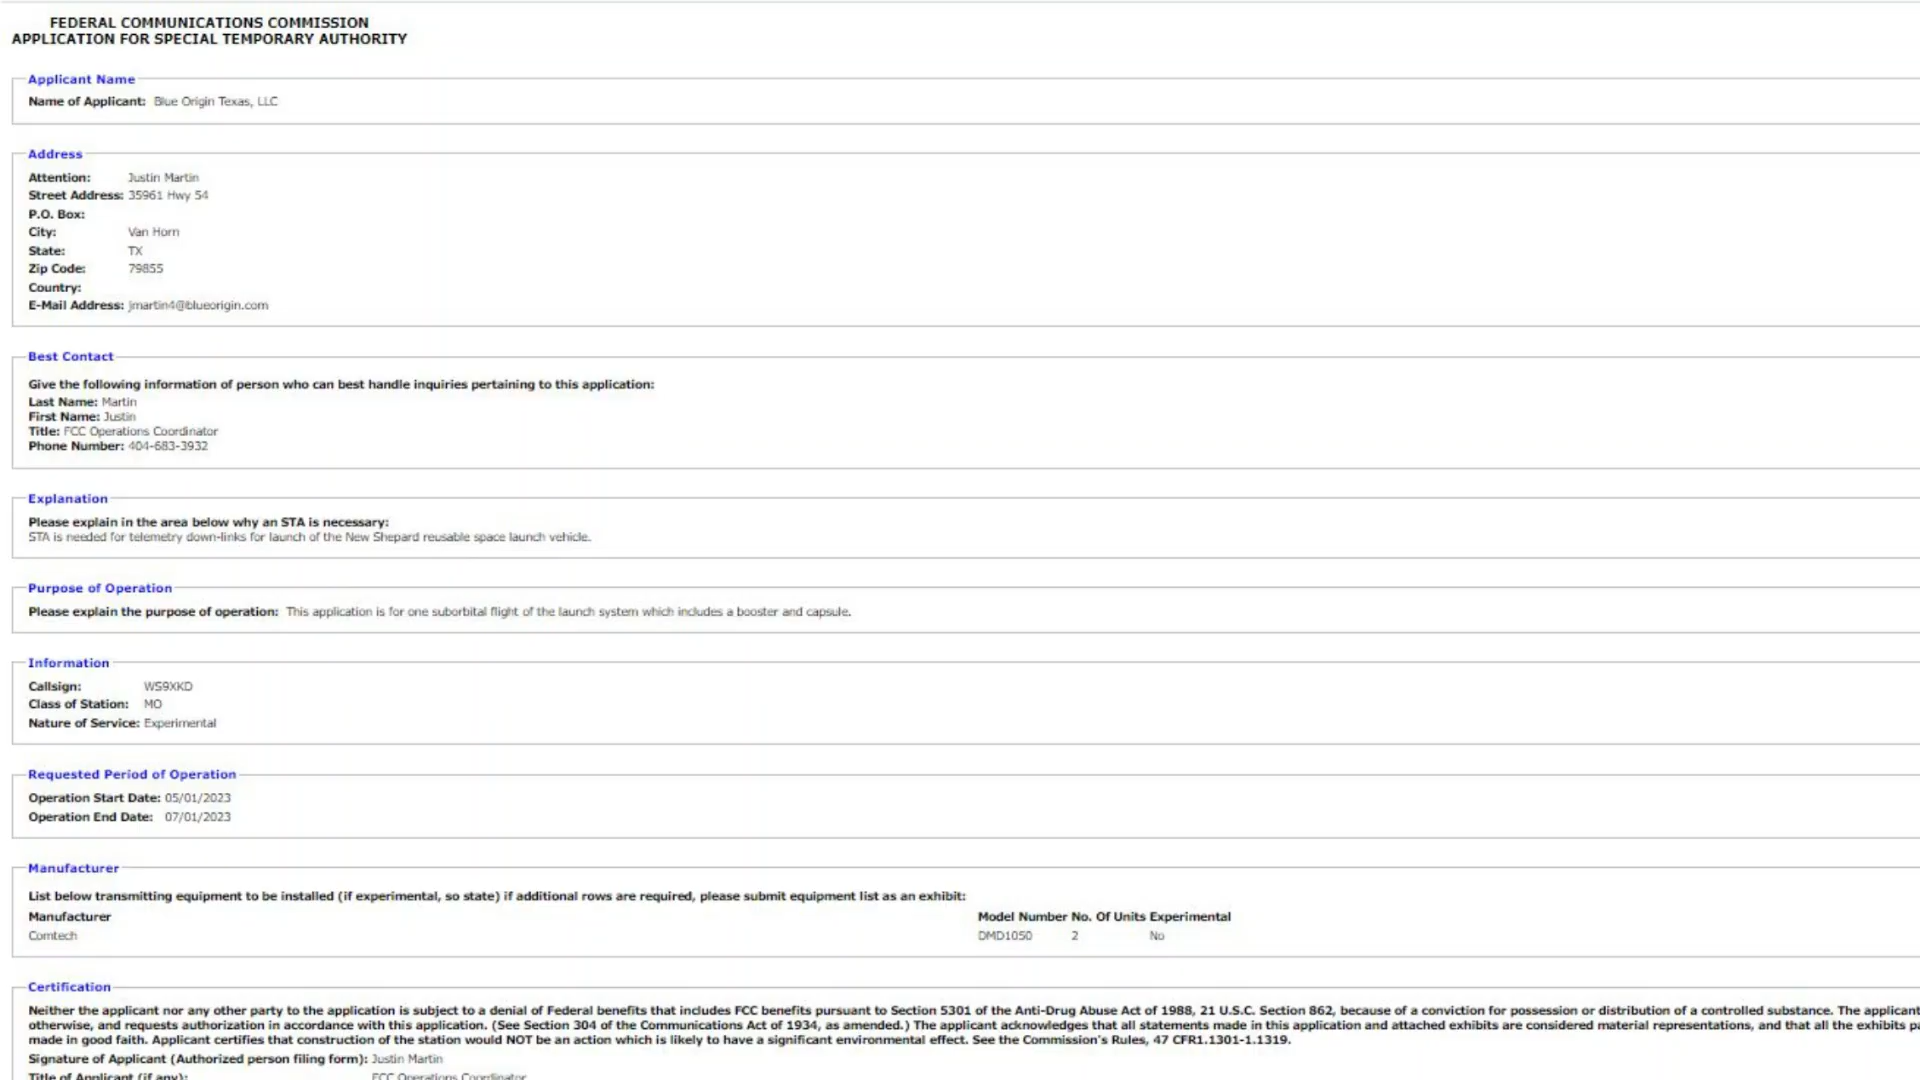 FEDERAL COMMUNICATIONS COMMISSION
APPLICATION FOR SPECIAL TEMPORARY AUTHORITY
Applicant Name
Name of Applicant: Blue Origin Texas, LLC
Address
Attention: Justin Martin
Street Address: 35961 Hwy 54
P.O. Box:
City: Van Horn
State: TX
Zip Code: 79855
Country:
E-Mail Address: jmartin4@blueorigin.com
Best Contact
Give the following information of person who can best handle inquiries pertaining to this application:
Last Name: Martin
First Name: Justin
Title: FCC Operations Coordinator
Phone Number: 404-683-3932
Explanation
Please explain in the area below why an STA is necessary:
STA is needed for telemetry down-links for launch of the New Shepard reusable space launch vehicle.
Purpose of Operation
Please explain the purpose of operation: This application is for one suborbital flight of the launch system which includes a booster and capsule.
Information
Callsign: WS9XKD
Class of Station: MO
Nature of Service: Experimental
Requested Period of Operation
Operation Start Date: 05/01/2023
Operation End Date: 07/01/2023
Manufacturer
List below transmitting equipment to be installed (if experimental, so state) if additional rows are required, please submit equipment list as an exhibit:
Manufacturer Model Number No. Of Units Experimental
Comtech DMD1050 2 No
Certification
Neither the applicant nor any other party to the application is subject to a denial of Federal benefits that includes FCC benefits pursuant to Section 5301 of the Anti-Drug Abuse Act of 1988, 21 U.S.C. Section 862, because of a conviction for possession or distribution of a controlled substance. The applicant
otherwise, and requests authorization in accordance with this application. (See Section 304 of the Communications Act of 1934, as amended.) The applicant acknowledges that all statements made in this application and attached exhibits are considered material representations, and that all the exhibits pa
made in good faith. Applicant certifies that construction of the station would NOT be an action which is likely to have a significant environmental effect. See the Commission's Rules, 47 CFR1.1301-1.1319.
Signature of Applicant (Authorized person filing form): Justin Martin
Title of Applicant (if any): FCC Operations Coordinator